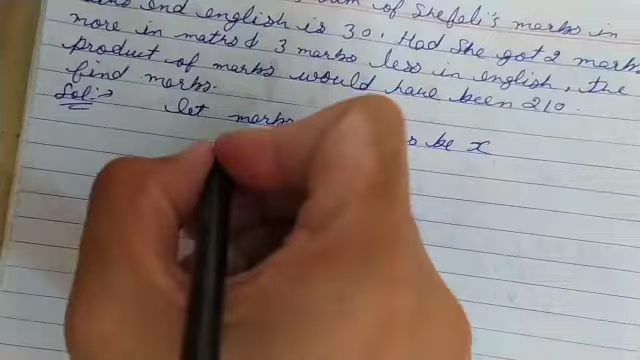 and english is 30. Had she got 2 marks
of Shefali's marks in
more in maths & 3 marks less in english, the
product of marks would have been 210.
find marks.
Sol:→ let marks be x